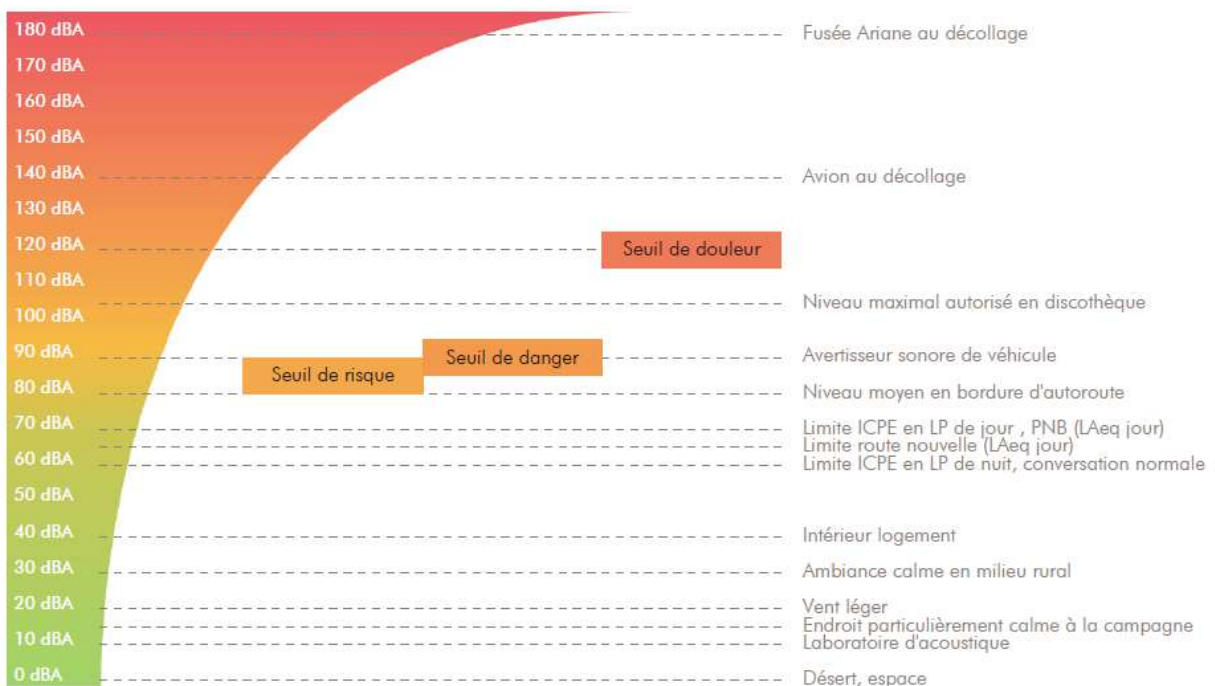 180 dBA
Fusée Ariane au décollage
170 dBA
160 dBA
150 dBA
140 dBA
Avion au décollage
130 dBA
120 dBA
Seuil de douleur
110 dBA
Niveau maximal autorisé en discothèque
100 dBA
90 dBA
Seuil de danger
Avertisseur sonore de véhicule
Seuil de risque
80 dBA
Niveau moyen en bordure d'autoroute
70 dBA
Limite ICPE en LP de jour , PNB (LAeq jour)
Limite route nouvelle (LAeq jour)
60 dBA
Limite ICPE en LP de nuit, conversation normale
50 dBA
40 dBA
Intérieur logement
30 dBA
Ambiance calme en milieu rural
20 dBA
Vent léger
Endroit particulièrement calme à la campagne
10 dBA
Laboratoire d'acoustique
0 dBA
Désert, espace